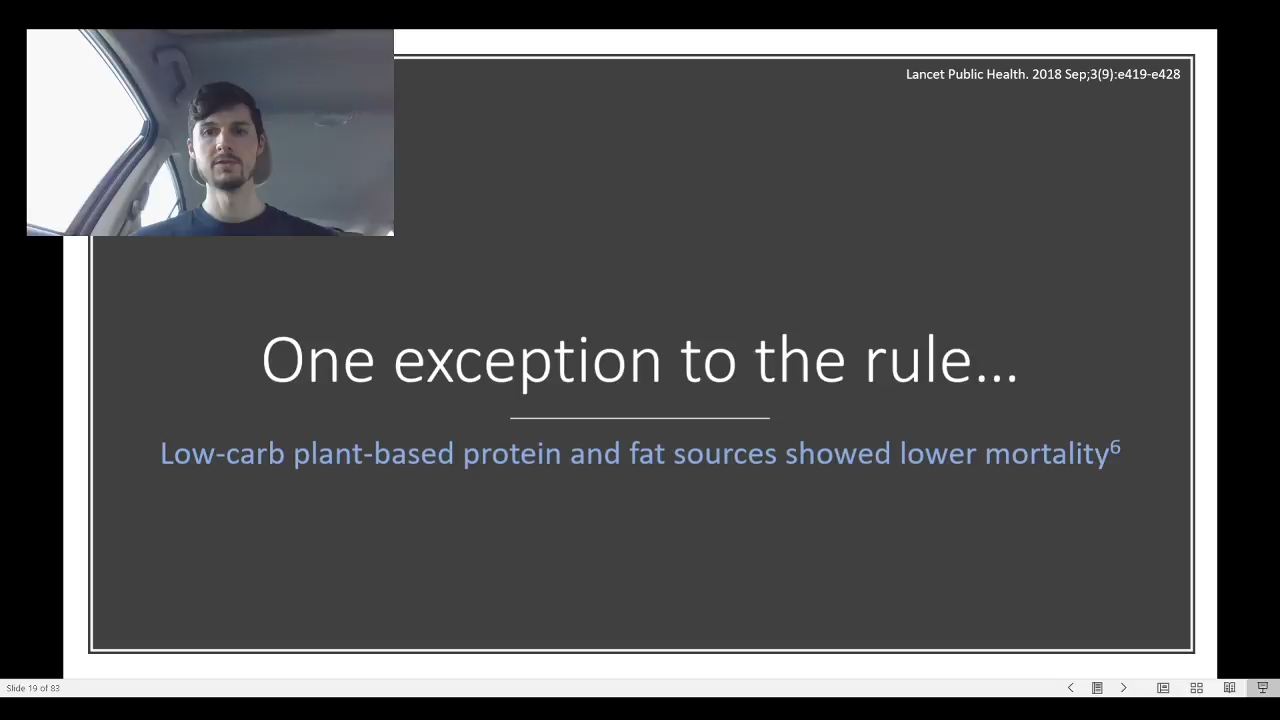 Lancet Public Health. 2018 Sep;3(9):e419-e428
One exception to the rule...
Low-carb plant-based protein and fat sources showed lower mortality⁶
Slide 19 of 83